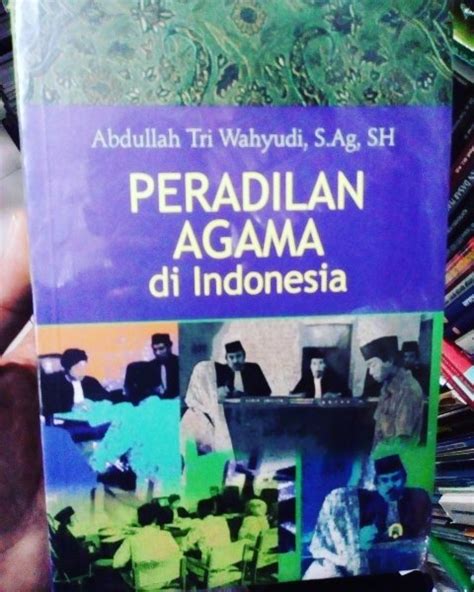 Abdullah Tri Wahyudi, S.Ag, SH
PERADILAN
AGAMA
di Indonesia